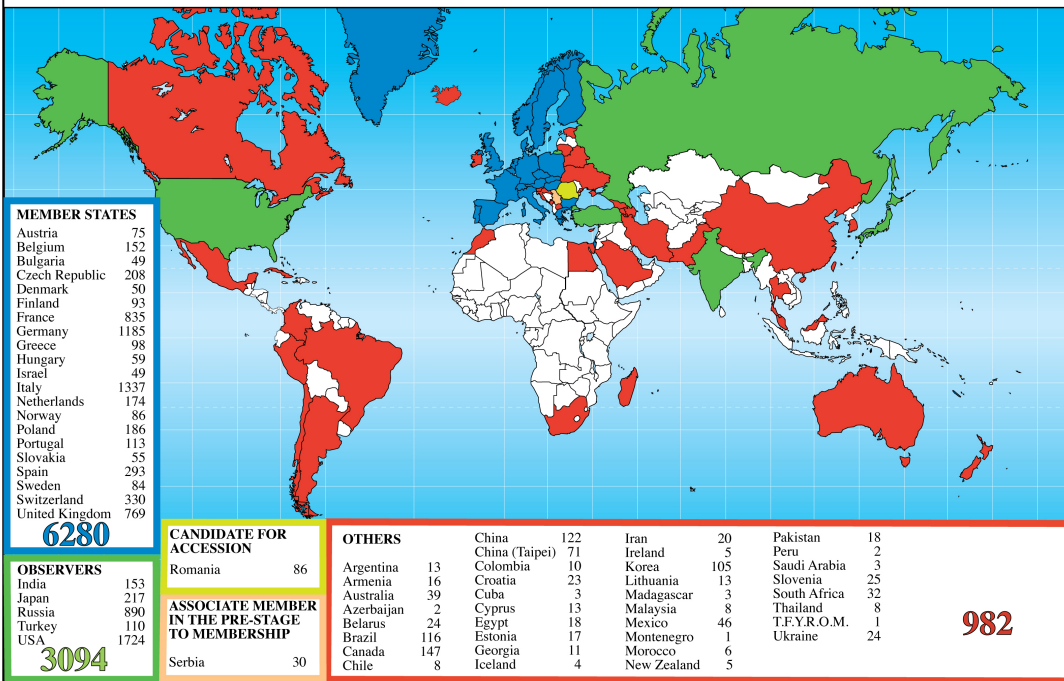 MEMBER STATES
Austria 75
Belgium 152
Bulgaria 49
Czech Republic 208
Denmark 50
Finland 93
France 835
Germany 1185
Greece 98
Hungary 59
Israel 49
Italy 1337
Netherlands 174
Norway 86
Poland 186
Portugal 113
Slovakia 55
Spain 293
Sweden 84
Switzerland 330
United Kingdom 769
6280
OBSERVERS
India 153
Japan 217
Russia 890
Turkey 110
USA 1724
3094
CANDIDATE FOR
ACCESSION
Romania 86
ASSOCIATE MEMBER
IN THE PRE-STAGE
TO MEMBERSHIP
Serbia 30
OTHERS
Argentina 13
Armenia 16
Australia 39
Azerbaijan 2
Belarus 24
Brazil 116
Canada 147
Chile 8
China 122
China (Taipei) 71
Colombia 10
Croatia 23
Cuba 3
Cyprus 13
Egypt 18
Estonia 17
Georgia 11
Iceland 4
Iran 20
Ireland 5
Korea 105
Lithuania 13
Madagascar 3
Malaysia 8
Mexico 46
Montenegro 1
Morocco 6
New Zealand 5
Pakistan 18
Peru 2
Saudi Arabia 3
Slovenia 25
South Africa 32
Thailand 8
T.F.Y.R.O.M. 1
Ukraine 24
982